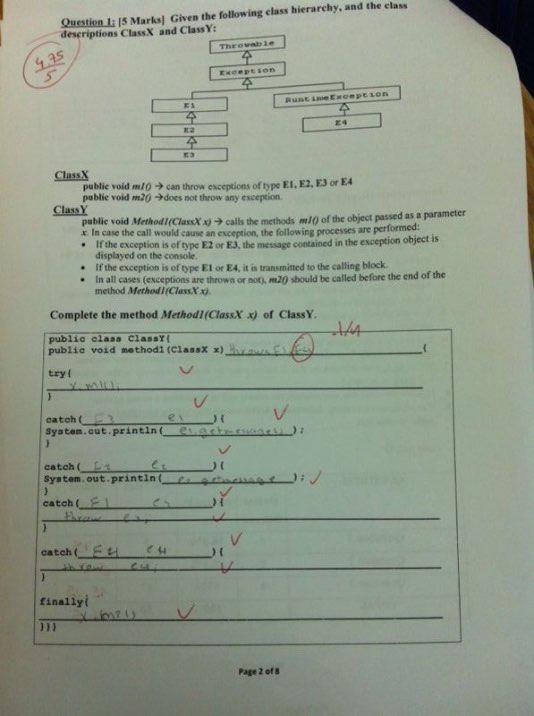 Question 1: [5 Marks] Given the following class hierarchy, and the class
descriptions ClassX and ClassY:
4.75
5
Throwable
Exception
E1
RuntimeException
E2
E4
E3
ClassX
public void m1() → can throw exceptions of type E1, E2, E3 or E4
public void m2() →does not throw any exception.
ClassY
public void Method1(ClassX x) → calls the methods m1() of the object passed as a parameter
x. In case the call would cause an exception, the following processes are performed:
• If the exception is of type E2 or E3, the message contained in the exception object is
displayed on the console.
• If the exception is of type E1 or E4, it is transmitted to the calling block.
• In all cases (exceptions are thrown or not), m2() should be called before the end of the
method Method1(ClassX x).
Complete the method Method1(ClassX x) of ClassY.
-1/4
public class ClassY{
public void method1(ClassX x) throws E1, E4 {
try{
x.m1();
}
catch( E3 e1 ){
System.out.println( e1.getmessage() );
}
catch( E2 e2 ){
System.out.println( e2.getmessage );
}
catch( E1 e3 ){
throw e3;
}
catch( E4 e4 ){
throw e4;
}
finally{
x.m2();
}}}
Page 2 of 8